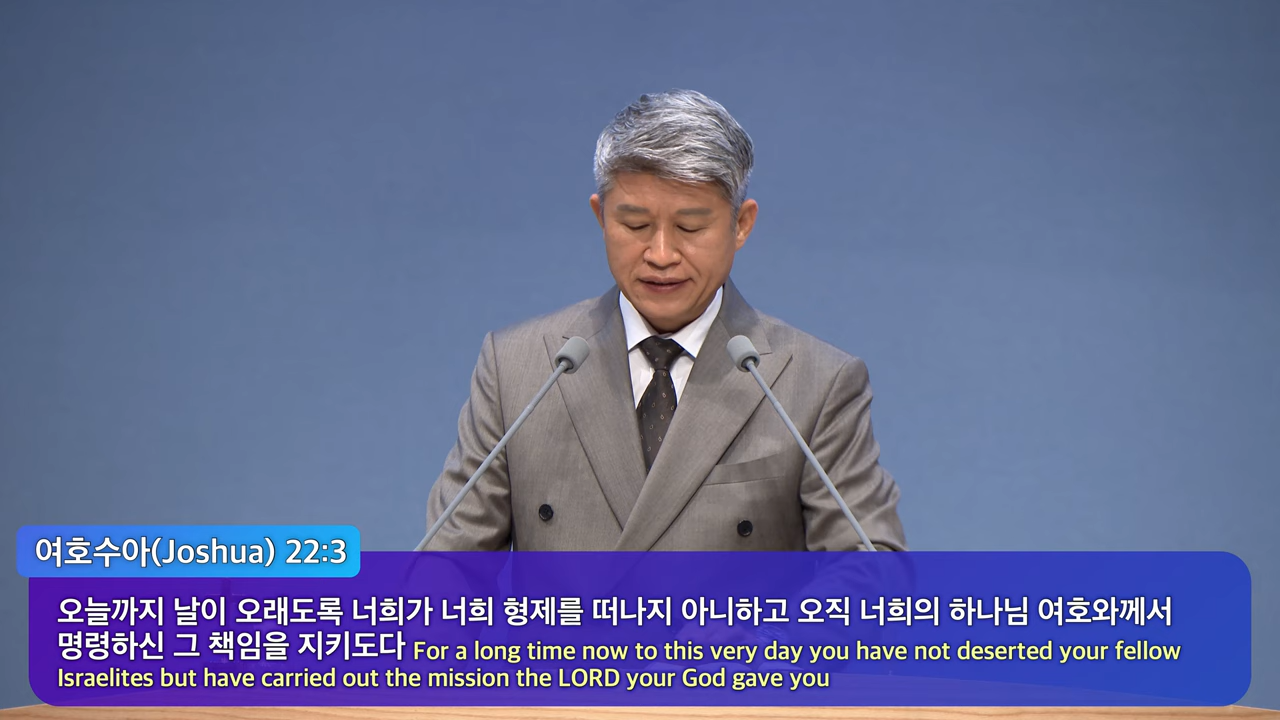 여호수아(Joshua) 22:3
오늘까지 날이 오래도록 너희가 너희 형제를 떠나지 아니하고 오직 너희의 하나님 여호와께서
명령하신 그 책임을 지키도다 For a long time now to this very day you have not deserted your fellow
Israelites but have carried out the mission the LORD your God gave you